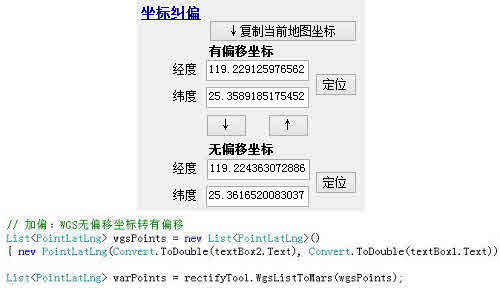 坐标纠偏
↓复制当前地图坐标
有偏移坐标
经度 119.229125976562
定位
纬度 25.3589185175452
↓ ↑
无偏移坐标
经度 119.224363072886
定位
纬度 25.3616520083037
// 加偏：WGS无偏移坐标转有偏移
List<PointLatLng> wgsPoints = new List<PointLatLng>()
{ new PointLatLng(Convert.ToDouble(textBox2.Text), Convert.ToDouble(textBox1.Text))
List<PointLatLng> varPoints = rectifyTool.WgsListToMars(wgsPoints);